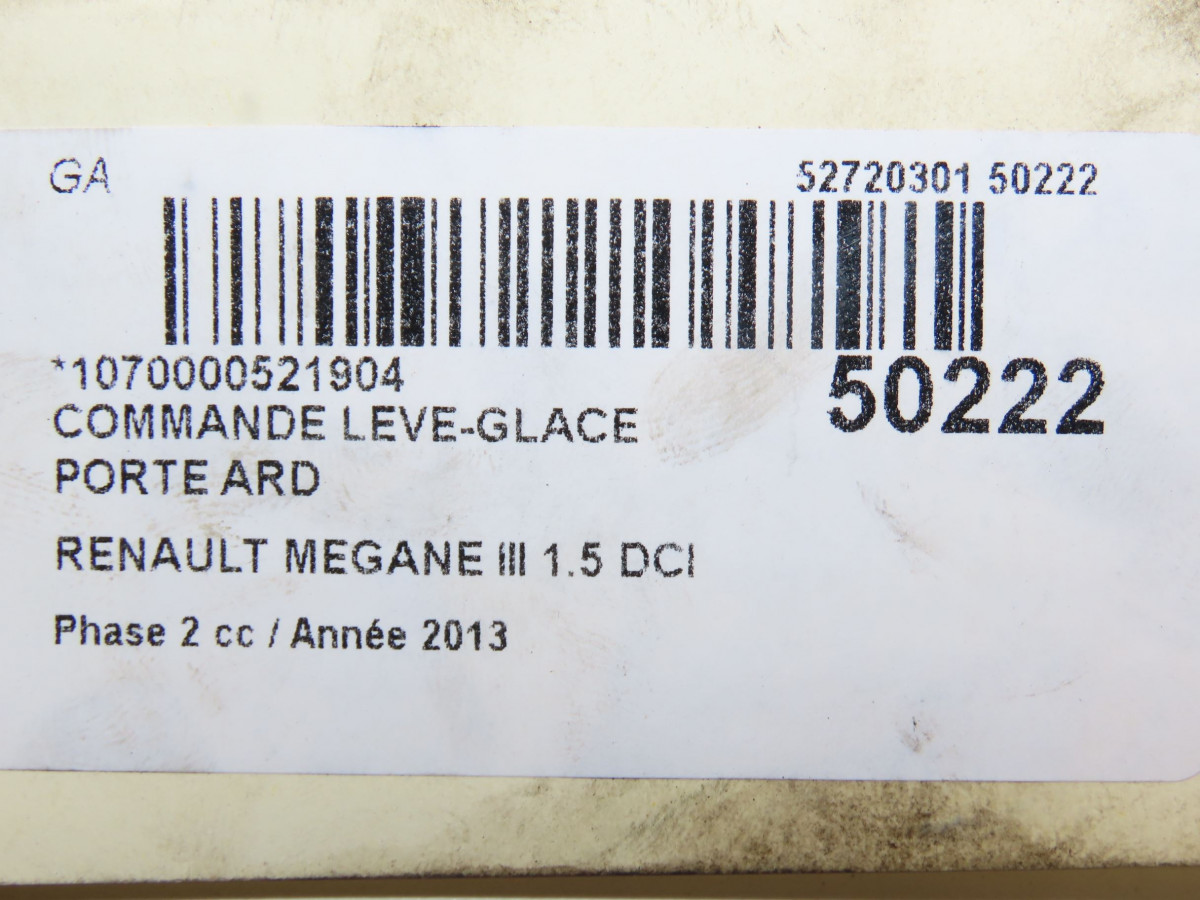 GA 52720301 50222
*1070000521904 50222
COMMANDE LEVE-GLACE
PORTE ARD
RENAULT MEGANE III 1.5 DCI
Phase 2 cc / Année 2013